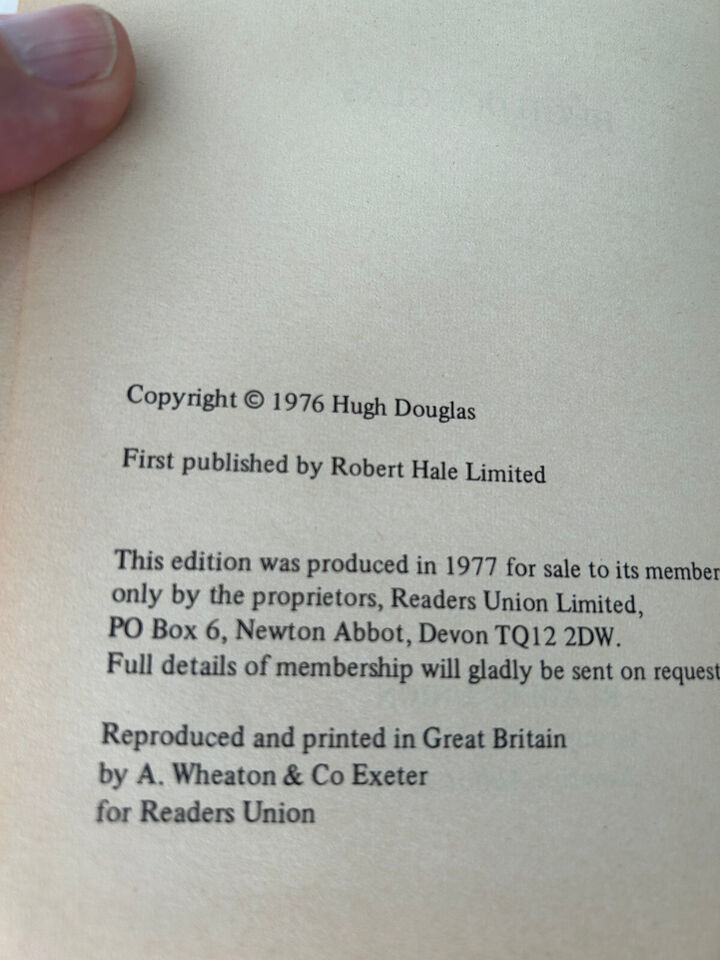 Copyright © 1976 Hugh Douglas
First published by Robert Hale Limited
This edition was produced in 1977 for sale to its member
only by the proprietors, Readers Union Limited,
PO Box 6, Newton Abbot, Devon TQ12 2DW.
Full details of membership will gladly be sent on request
Reproduced and printed in Great Britain
by A. Wheaton & Co Exeter
for Readers Union